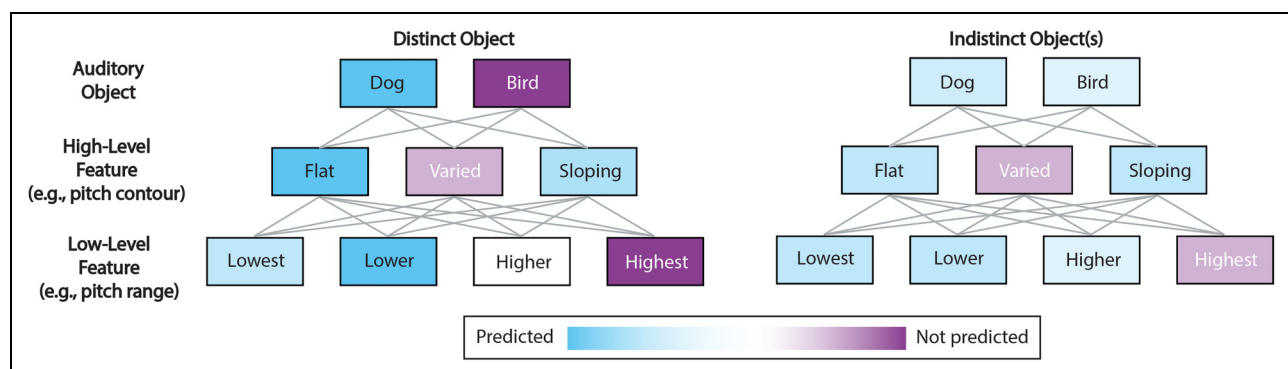 Distinct Object
Indistinct Object(s)
Auditory
Object
Dog
Bird
Dog
Bird
High-Level
Feature
(e.g., pitch contour)
Flat
Varied
Sloping
Flat
Varied
Sloping
Low-Level
Feature
(e.g., pitch range)
Lowest
Lower
Higher
Highest
Lowest
Lower
Higher
Highest
Predicted
Not predicted